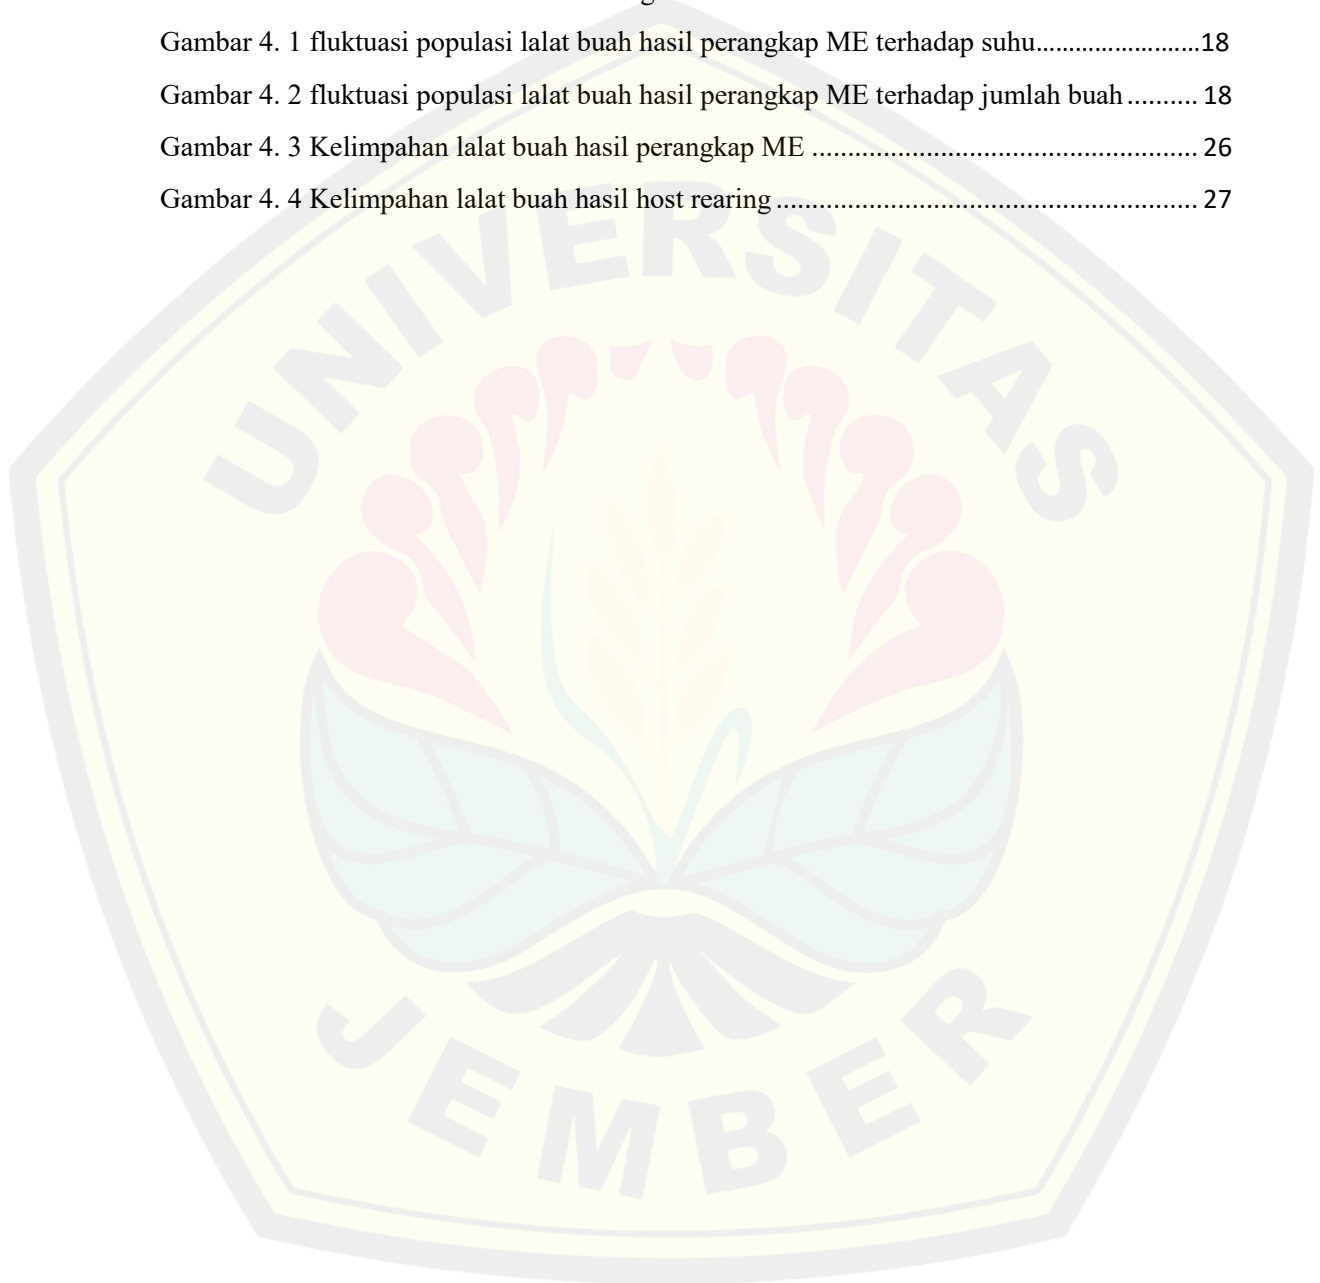 Gambar 4. 1 fluktuasi populasi lalat buah hasil perangkap ME terhadap suhu............................18
Gambar 4. 2 fluktuasi populasi lalat buah hasil perangkap ME terhadap jumlah buah .......... 18
Gambar 4. 3 Kelimpahan lalat buah hasil perangkap ME ..................................................... 26
Gambar 4. 4 Kelimpahan lalat buah hasil host rearing .......................................................... 27
UNIVERSITAS
JEMBER